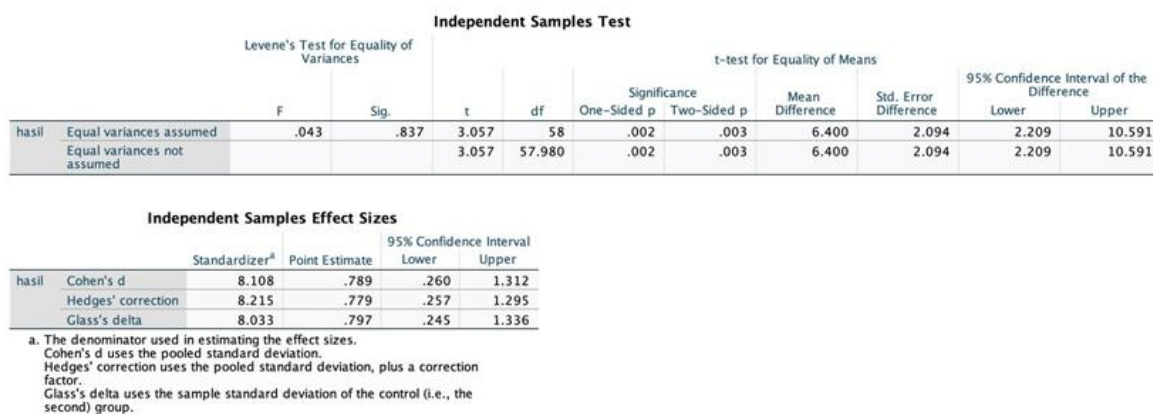 Independent Samples Test
Levene's Test for Equality of Variances
t-test for Equality of Means
F Sig. t df Significance One-Sided p Two-Sided p Mean Difference Std. Error Difference 95% Confidence Interval of the Difference Lower Upper
hasil Equal variances assumed .043 .837 3.057 58 .002 .003 6.400 2.094 2.209 10.591
Equal variances not assumed 3.057 57.980 .002 .003 6.400 2.094 2.209 10.591
Independent Samples Effect Sizes
95% Confidence Interval
Standardizerª Point Estimate Lower Upper
hasil Cohen's d 8.108 .789 .260 1.312
Hedges' correction 8.215 .779 .257 1.295
Glass's delta 8.033 .797 .245 1.336
a. The denominator used in estimating the effect sizes.
Cohen's d uses the pooled standard deviation.
Hedges' correction uses the pooled standard deviation, plus a correction
factor.
Glass's delta uses the sample standard deviation of the control (i.e., the
second) group.